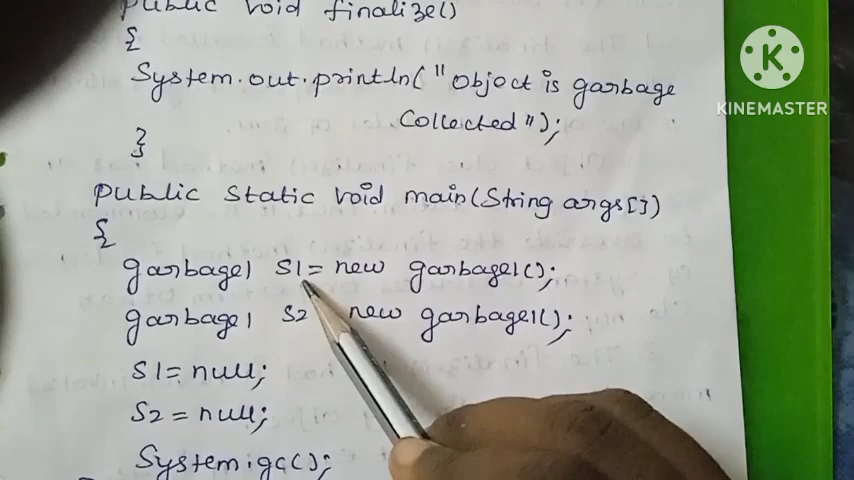 public void finalize()
{
System.out.println("object is garbage
Collected");
}
public static void main(String args[])
{
garbage1 s1= new garbage1();
garbage1 s2 new garbage1();
s1=null;
s2=null;
System.gc();
K
KINEMASTER